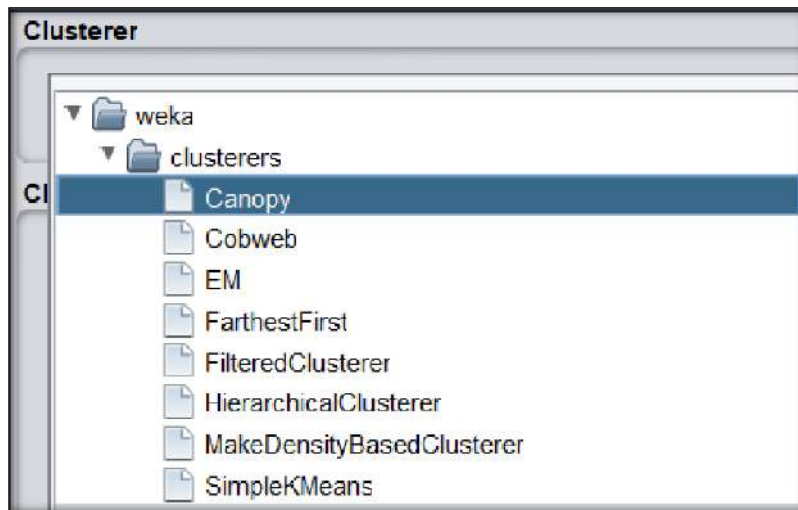 Clusterer
weka
clusterers
Cl
Canopy
Cobweb
EM
FarthestFirst
FilteredClusterer
HierarchicalClusterer
MakeDensityBasedClusterer
SimpleKMeans